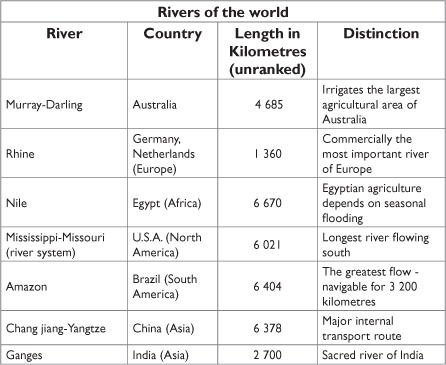 Rivers of the world
River Country Length in Kilometres (unranked) Distinction
Murray-Darling Australia 4 685 Irrigates the largest agricultural area of Australia
Rhine Germany, Netherlands (Europe) 1 360 Commercially the most important river of Europe
Nile Egypt (Africa) 6 670 Egyptian agriculture depends on seasonal flooding
Mississippi-Missouri (river system) U.S.A. (North America) 6 021 Longest river flowing south
Amazon Brazil (South America) 6 404 The greatest flow - navigable for 3 200 kilometres
Chang jiang-Yangtze China (Asia) 6 378 Major internal transport route
Ganges India (Asia) 2 700 Sacred river of India